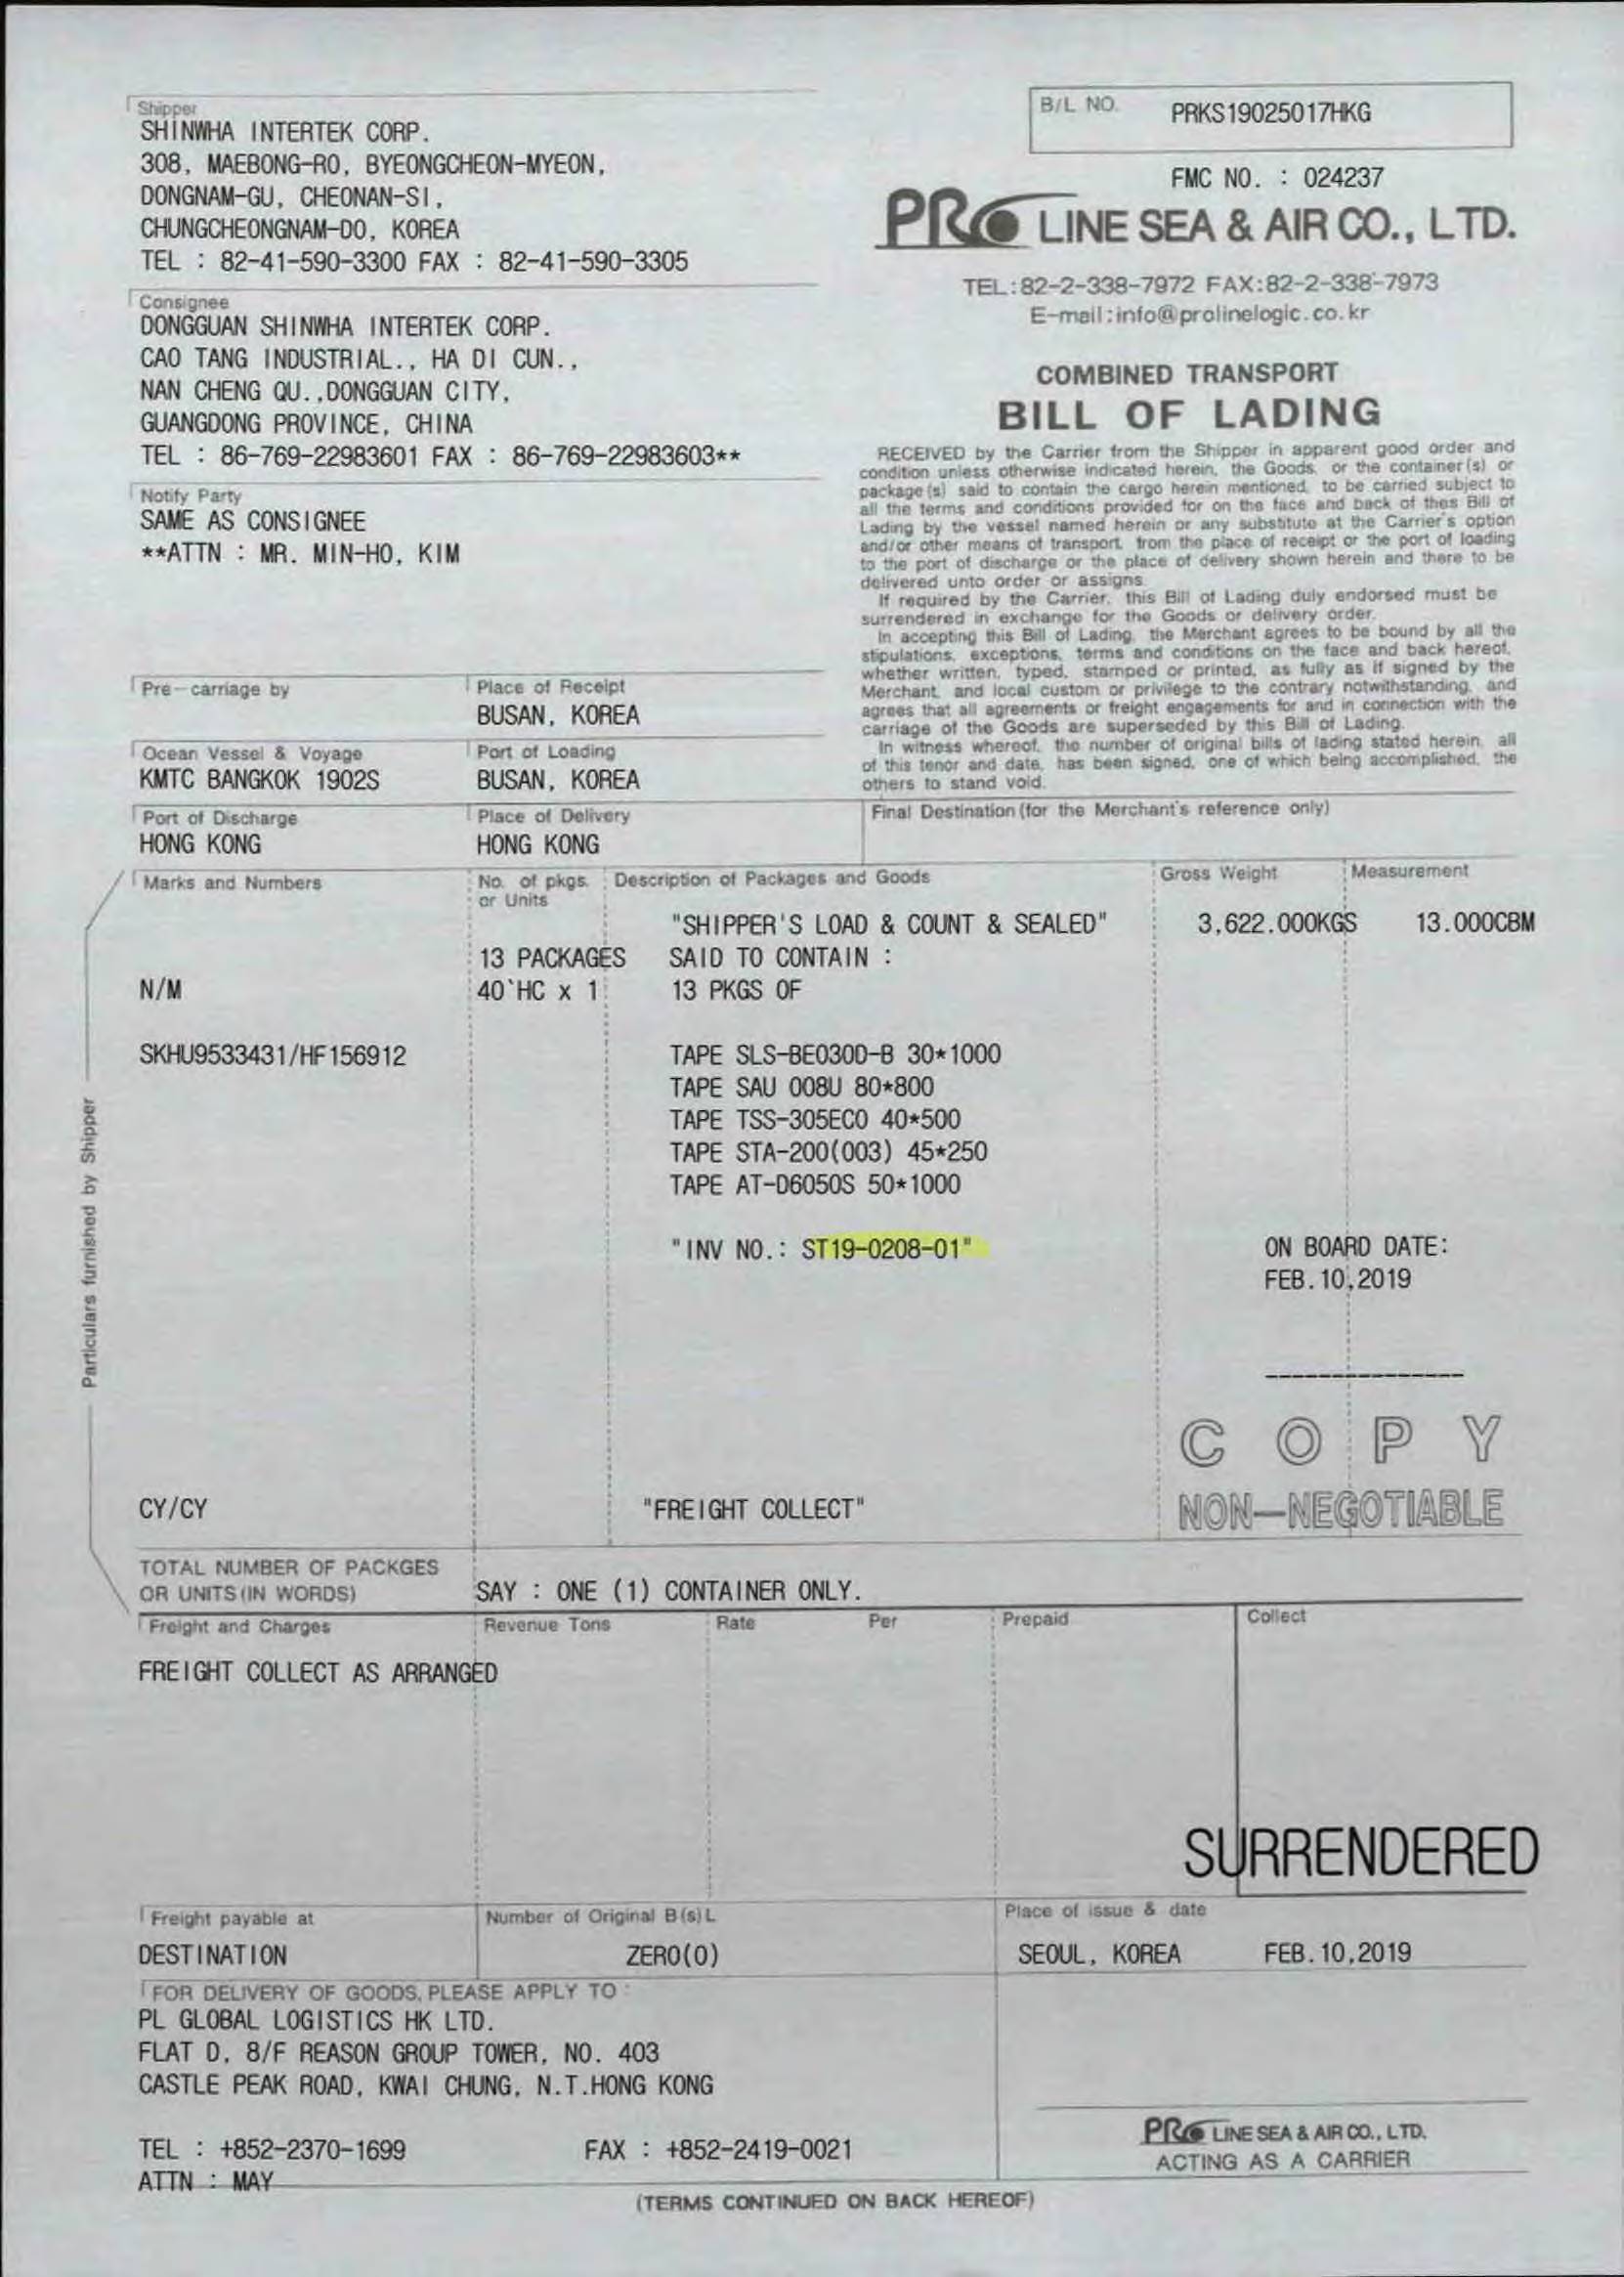 Shipper
SHINWHA INTERTEK CORP.
308, MAEBONG-RO, BYEONGCHEON-MYEON,
DONGNAM-GU, CHEONAN-SI,
CHUNGCHEONGNAM-DO, KOREA
TEL : 82-41-590-3300 FAX : 82-41-590-3305
B/L NO. PRKS19025017HKG
FMC NO. : 024237
PRO LINE SEA & AIR CO., LTD.
TEL:82-2-338-7972 FAX:82-2-338-7973
E-mail:info@prolinelogic.co.kr
Consignee
DONGGUAN SHINWHA INTERTEK CORP.
CAO TANG INDUSTRIAL., HA DI CUN.,
NAN CHENG QU.,DONGGUAN CITY,
GUANGDONG PROVINCE, CHINA
TEL : 86-769-22983601 FAX : 86-769-22983603**
COMBINED TRANSPORT
BILL OF LADING
RECEIVED by the Carrier from the Shipper in apparent good order and
condition unless otherwise indicated herein, the Goods, or the container(s) or
package(s) said to contain the cargo herein mentioned, to be carried subject to
all the terms and conditions provided for on the face and back of thes Bill of
Lading by the vessel named herein or any substitute at the Carrier's option
and/or other means of transport, from the place of receipt or the port of loading
to the port of discharge or the place of delivery shown herein and there to be
delivered unto order or assigns.
If required by the Carrier, this Bill of Lading duly endorsed must be
surrendered in exchange for the Goods or delivery order.
In accepting this Bill of Lading, the Merchant agrees to be bound by all the
stipulations, exceptions, terms and conditions on the face and back hereof,
whether written, typed, stamped or printed, as fully as if signed by the
Merchant, and local custom or privilege to the contrary notwithstanding, and
agrees that all agreements or freight engagements for and in connection with the
carriage of the Goods are superseded by this Bill of Lading.
In witness whereof, the number of original bills of lading stated herein, all
of this tenor and date, has been signed, one of which being accomplished, the
others to stand void.
Notify Party
SAME AS CONSIGNEE
**ATTN : MR. MIN-HO, KIM
Pre-carriage by
Place of Receipt
BUSAN, KOREA
Ocean Vessel & Voyage
KMTC BANGKOK 1902S
Port of Loading
BUSAN, KOREA
Port of Discharge
HONG KONG
Place of Delivery
HONG KONG
Final Destination(for the Merchant's reference only)
Marks and Numbers
No. of pkgs. or Units
Description of Packages and Goods
Gross Weight
Measurement
"SHIPPER'S LOAD & COUNT & SEALED" 3,622.000KGS 13.000CBM
13 PACKAGES SAID TO CONTAIN :
N/M 40'HC x 1 13 PKGS OF
SKHU9533431/HF156912 TAPE SLS-BE030D-B 30*1000
TAPE SAU 008U 80*800
TAPE TSS-305ECO 40*500
TAPE STA-200(003) 45*250
TAPE AT-D6050S 50*1000
"INV NO.: ST19-0208-01" ON BOARD DATE:
FEB.10,2019
Particulars furnished by Shipper
COPY
CY/CY "FREIGHT COLLECT" NON-NEGOTIABLE
TOTAL NUMBER OF PACKGES
OR UNITS(IN WORDS) SAY : ONE (1) CONTAINER ONLY.
Freight and Charges Revenue Tons Rate Per Prepaid Collect
FREIGHT COLLECT AS ARRANGED
SURRENDERED
Freight payable at
DESTINATION
Number of Original B(s)L
ZERO(0)
Place of issue & date
SEOUL, KOREA FEB.10,2019
FOR DELIVERY OF GOODS, PLEASE APPLY TO :
PL GLOBAL LOGISTICS HK LTD.
FLAT D, 8/F REASON GROUP TOWER, NO. 403
CASTLE PEAK ROAD, KWAI CHUNG, N.T.HONG KONG
TEL : +852-2370-1699 FAX : +852-2419-0021
ATTN : MAY
PRO LINE SEA & AIR CO., LTD.
ACTING AS A CARRIER
(TERMS CONTINUED ON BACK HEREOF)